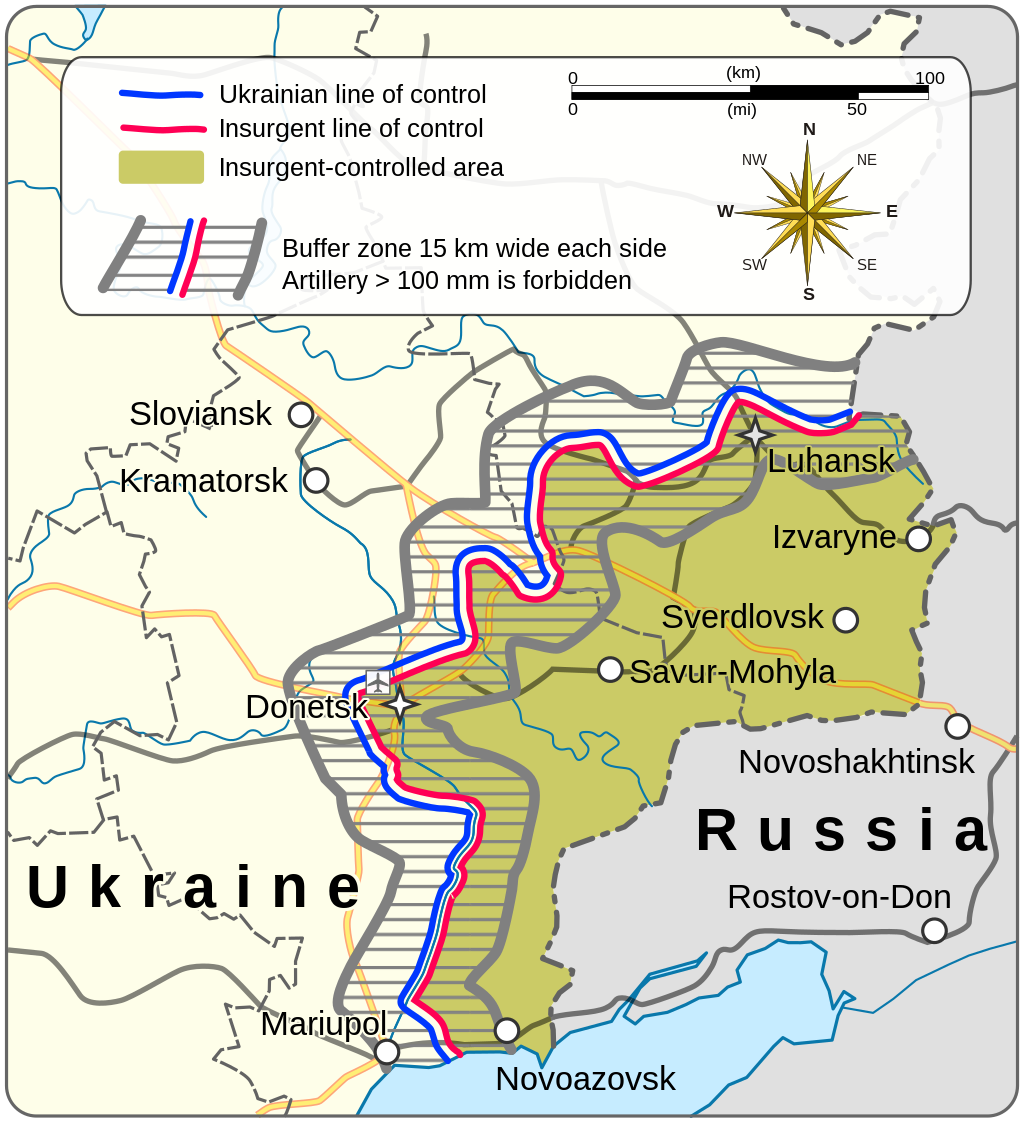 Ukrainian line of control
Insurgent line of control
Insurgent-controlled area
Buffer zone 15 km wide each side
Artillery > 100 mm is forbidden
0 (km) 100
0 (mi) 50
N
NW NE
W E
SW SE
S
Sloviansk
Kramatorsk
Luhansk
Izvaryne
Sverdlovsk
Savur-Mohyla
Donetsk
Novoshakhtinsk
Russia
Ukraine
Rostov-on-Don
Mariupol
Novoazovsk